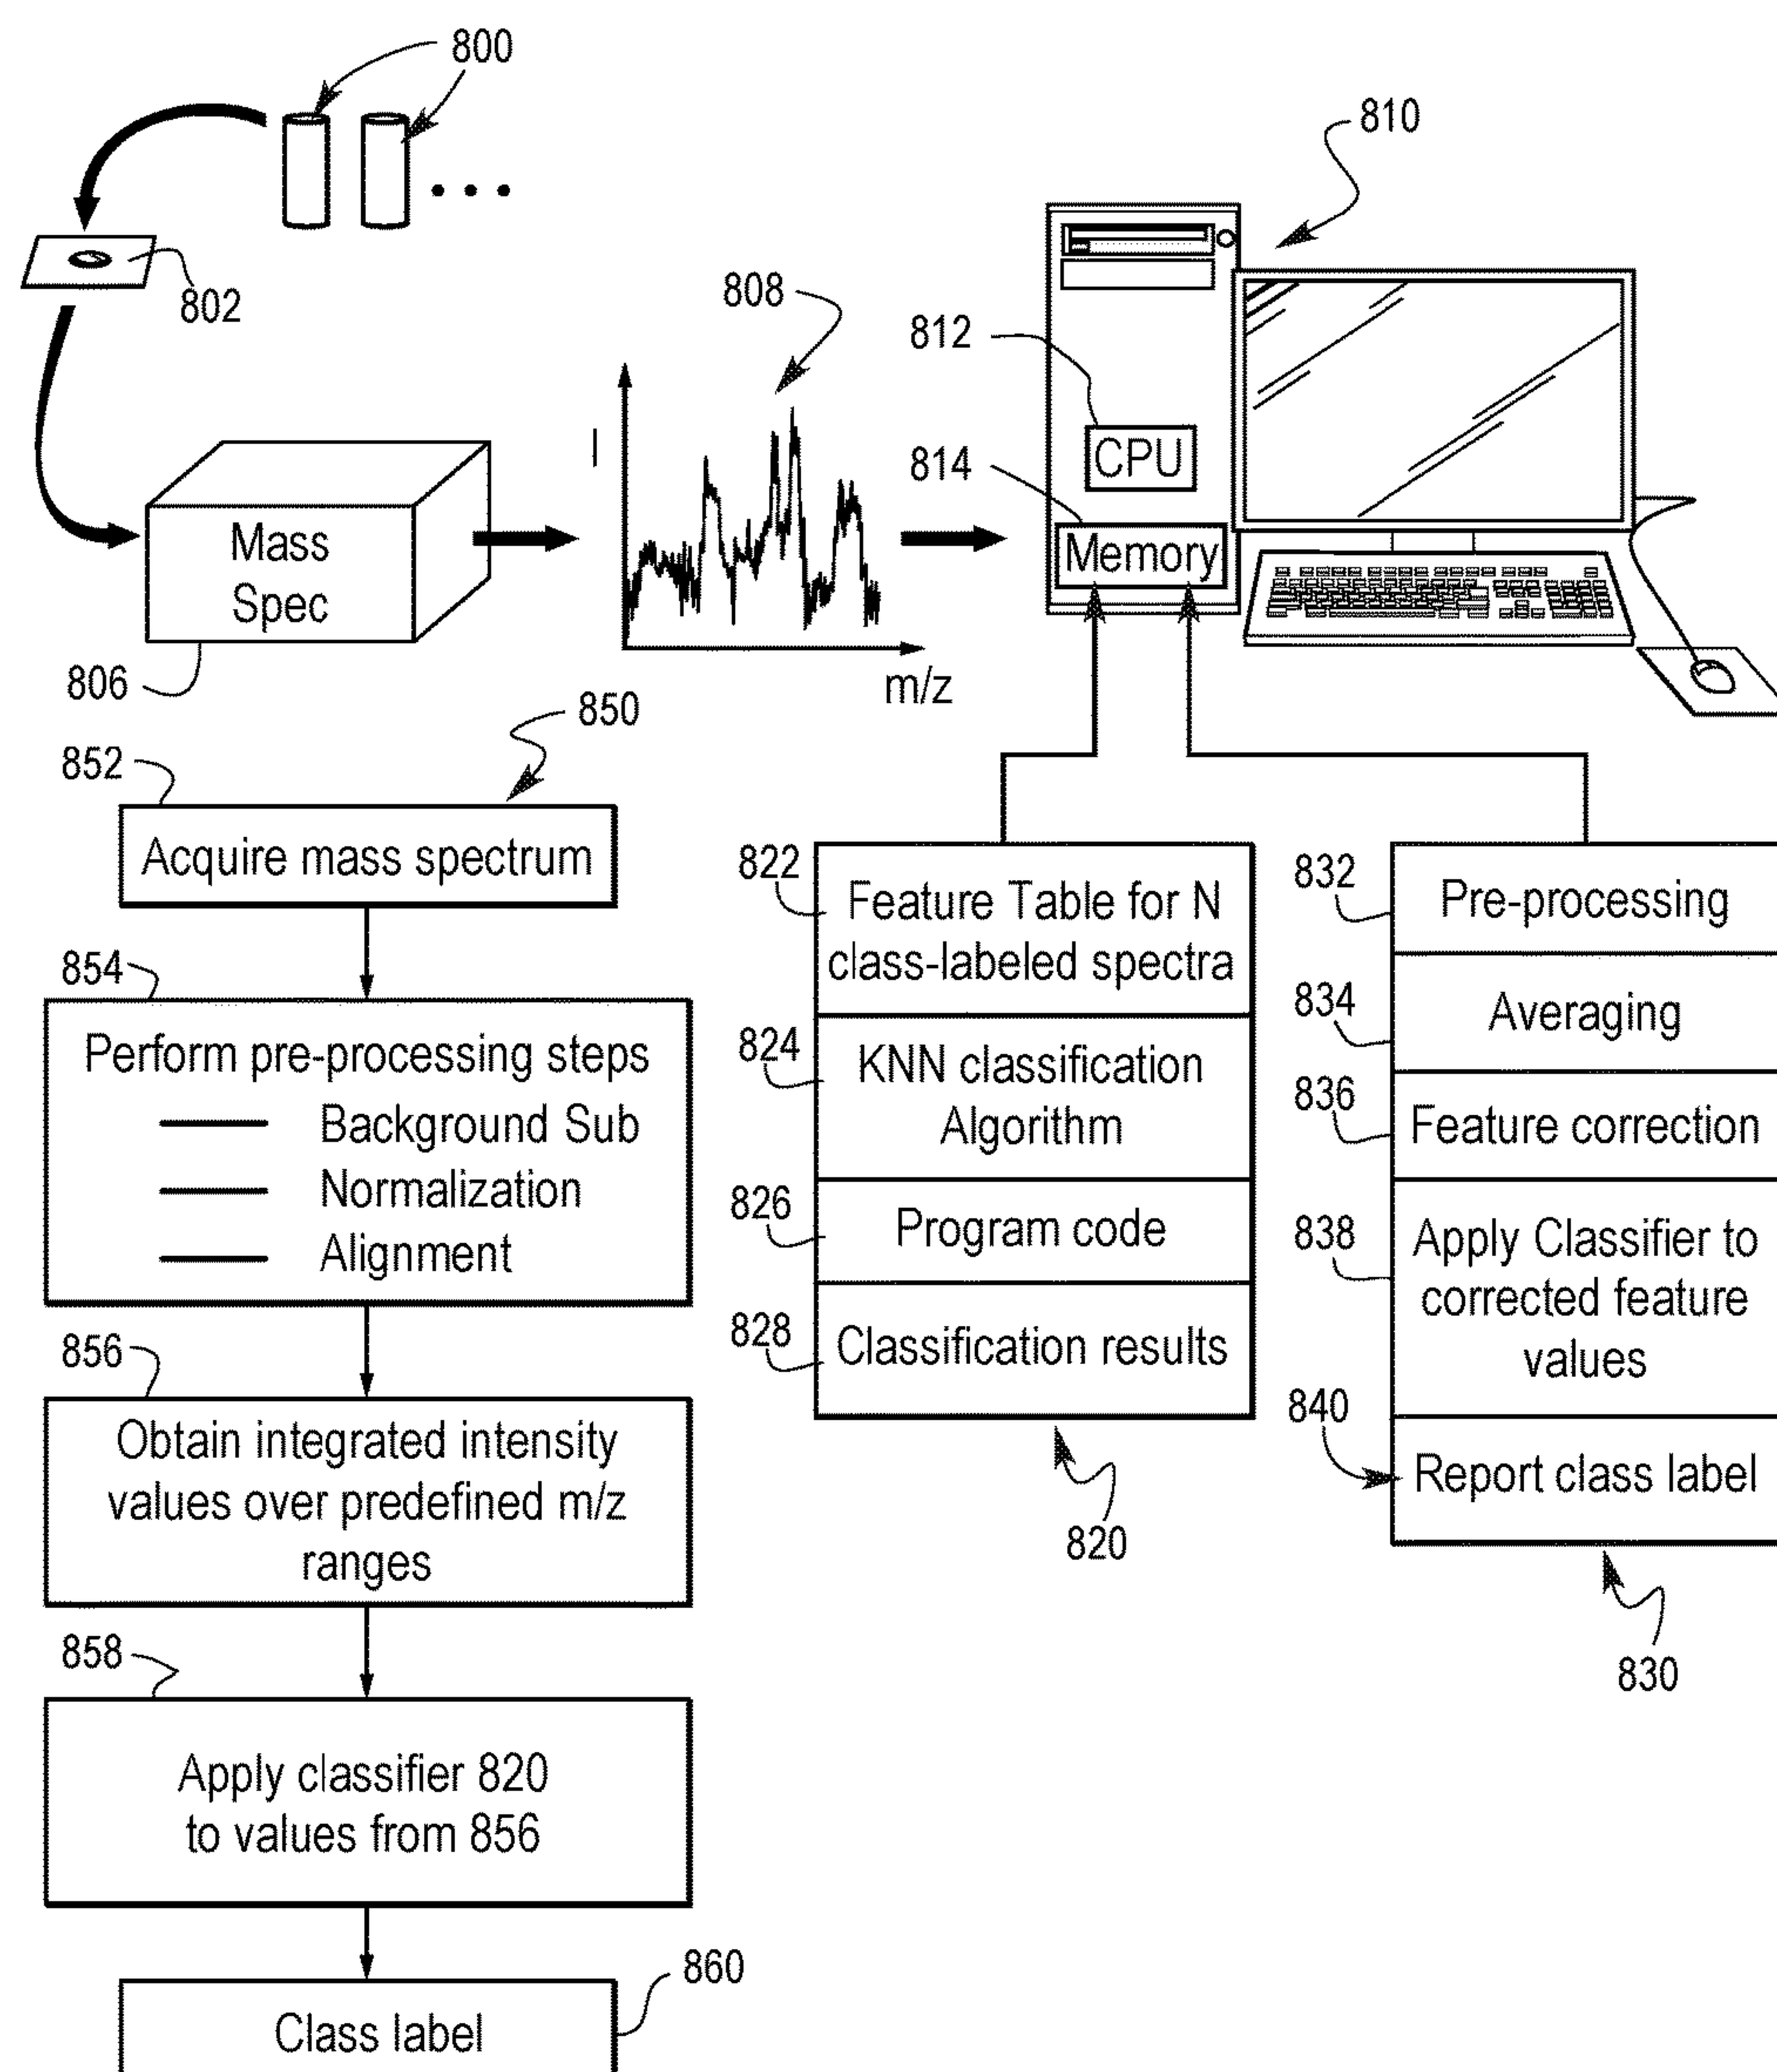 800
810
802
808
812
CPU
814
Memory
I
Mass
Spec
806
m/z
850
852
Acquire mass spectrum
854
Perform pre-processing steps
Background Sub
Normalization
Alignment
856
Obtain integrated intensity
values over predefined m/z
ranges
858
Apply classifier 820
to values from 856
860
Class label
822
Feature Table for N
class-labeled spectra
824
KNN classification
Algorithm
826
Program code
828
Classification results
820
832
Pre-processing
834
Averaging
836
Feature correction
838
Apply Classifier to
corrected feature
values
840
Report class label
830